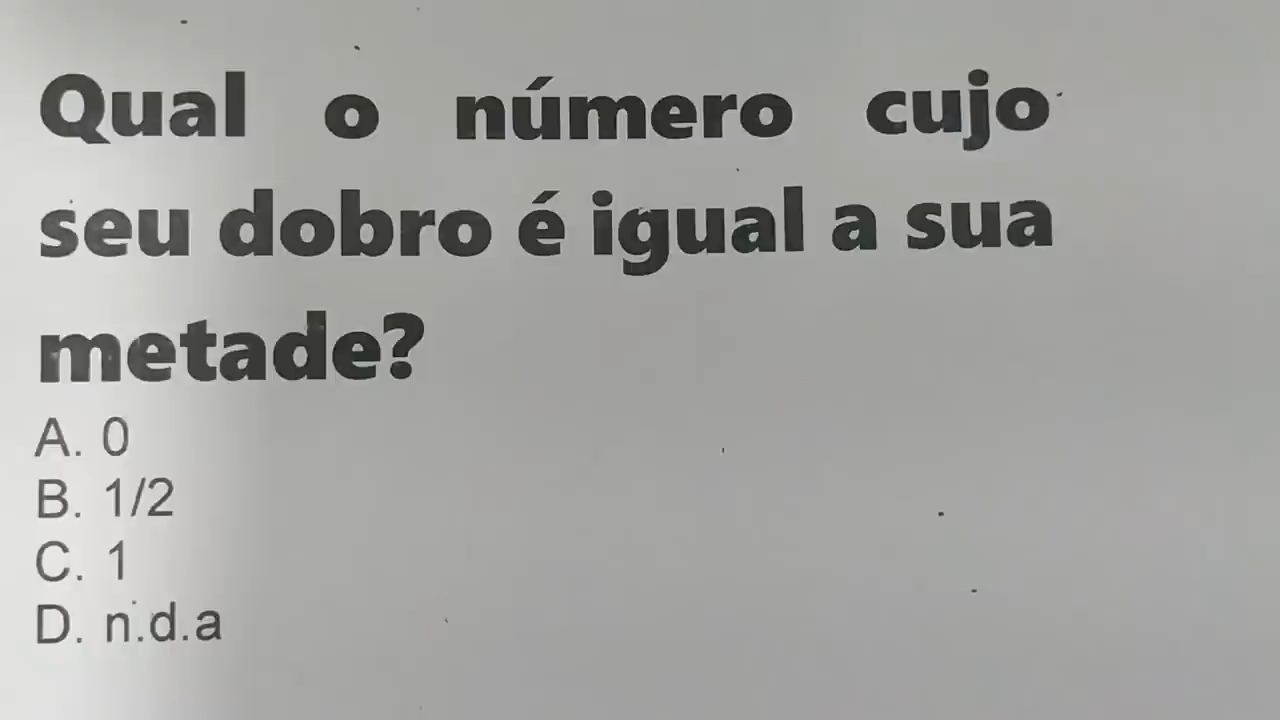 Qual o número cujo
seu dobro é igual a sua
metade?
A. 0
B. 1/2
C. 1
D. n.d.a